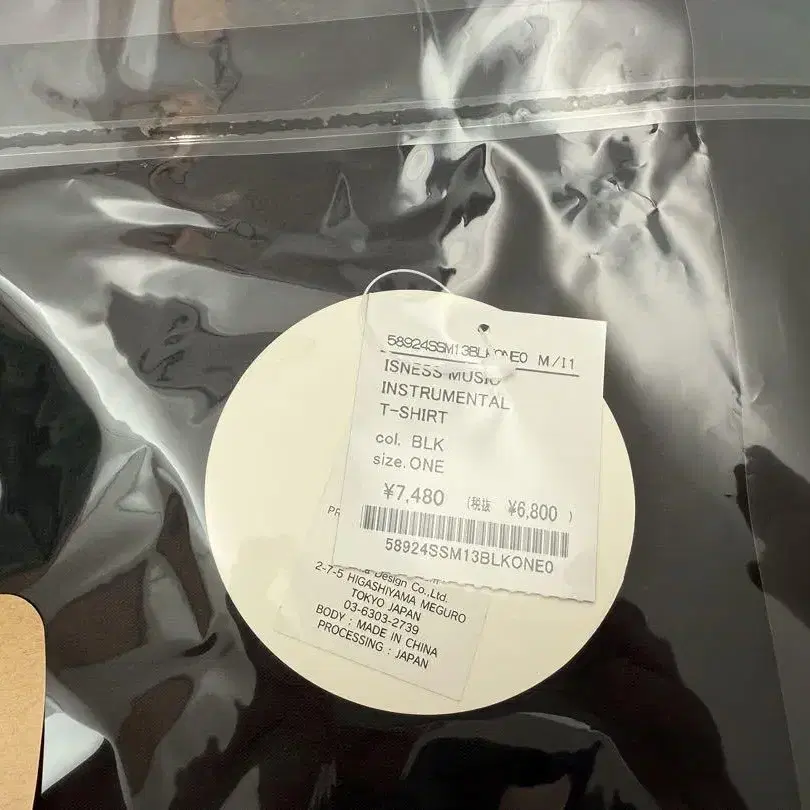 58924SSM13BLKONE0 M/I1
ISNESS MUSIC
INSTRUMENTAL
T-SHIRT
col. BLK
size. ONE
¥7,480 (税抜 ¥6,800 )
58924SSM13BLKONE0
Design Co.,Ltd.
2-7-5 HIGASHIYAMA MEGURO
TOKYO JAPAN
03-6303-2739
BODY : MADE IN CHINA
PROCESSING : JAPAN